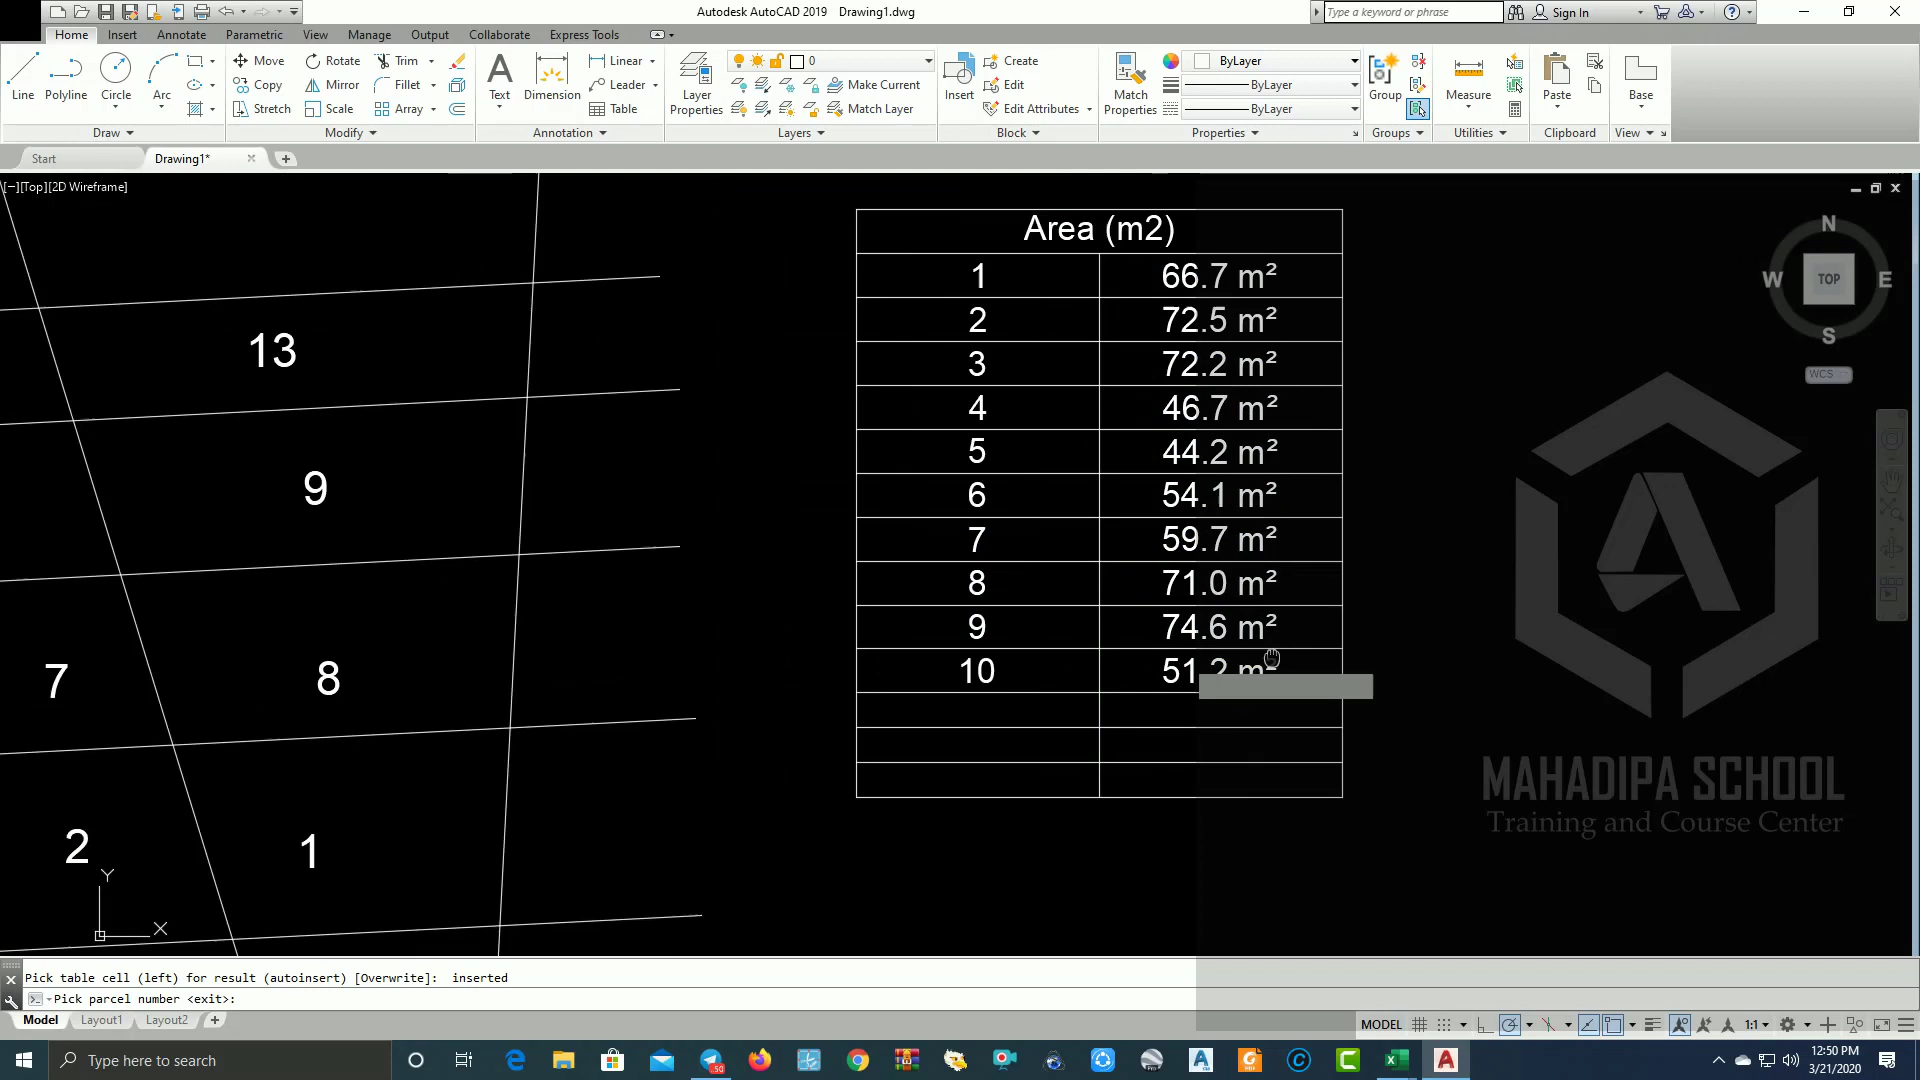 Autodesk AutoCAD 2019 Drawing1.dwg
Type a keyword or phrase
Sign In
Home Insert Annotate Parametric View Manage Output Collaborate Express Tools
Line
Polyline
Circle
Arc
Draw
Move
Copy
Stretch
Rotate
Mirror
Scale
Trim
Fillet
Array
Modify
Text
Dimension
Linear
Leader
Table
Annotation
Layer
Properties
0
Make Current
Match Layer
Layers
Insert
Create
Edit
Edit Attributes
Block
Match
Properties
ByLayer
ByLayer
ByLayer
Properties
Group
Groups
Measure
Utilities
Paste
Clipboard
Base
View
Start
Drawing1*
[−][Top][2D Wireframe]
N
W
TOP
E
S
WCS
13
9
7
8
2
1
Y
X
Area (m2)
1 66.7 m²
2 72.5 m²
3 72.2 m²
4 46.7 m²
5 44.2 m²
6 54.1 m²
7 59.7 m²
8 71.0 m²
9 74.6 m²
10 51.2 m²
MAHADIPA SCHOOL
Training and Course Center
Pick table cell (left) for result (autoinsert) [Overwrite]: inserted
Pick parcel number <exit>:
Model Layout1 Layout2
MODEL
1:1
Type here to search
12:50 PM
3/21/2020